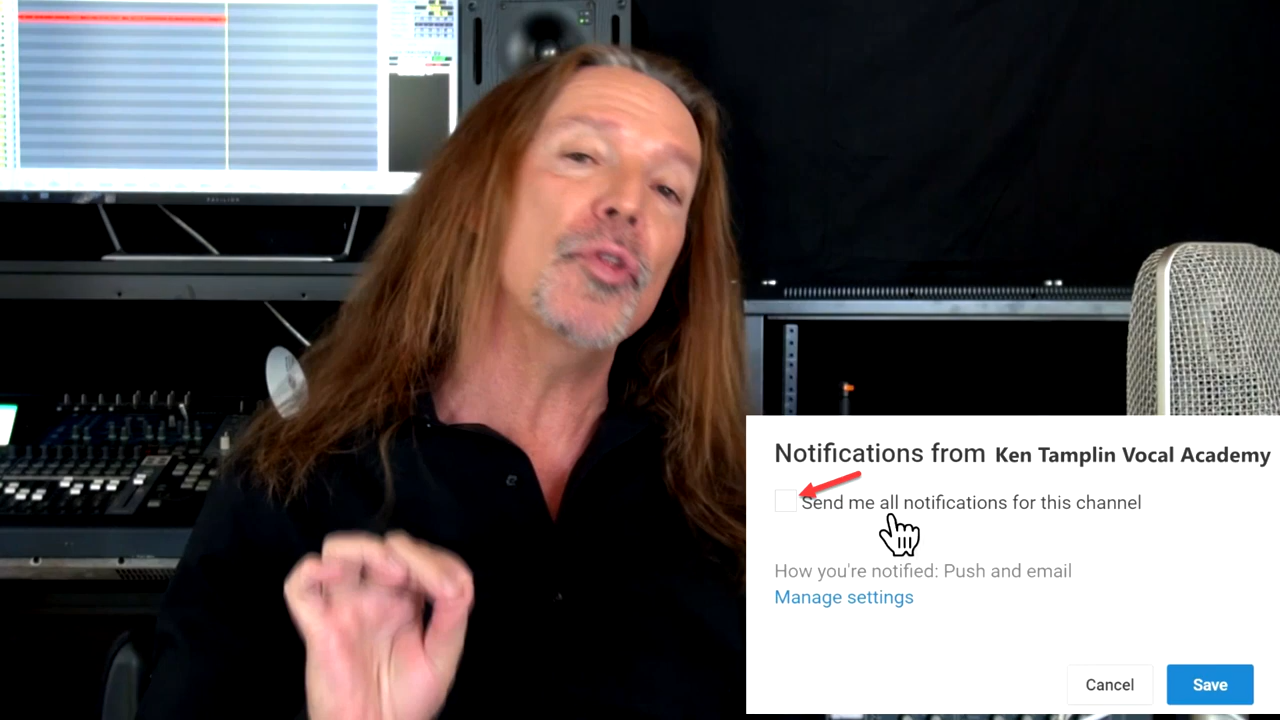 PAVILION
Notifications from Ken Tamplin Vocal Academy
Send me all notifications for this channel
How you're notified: Push and email
Manage settings
Cancel Save